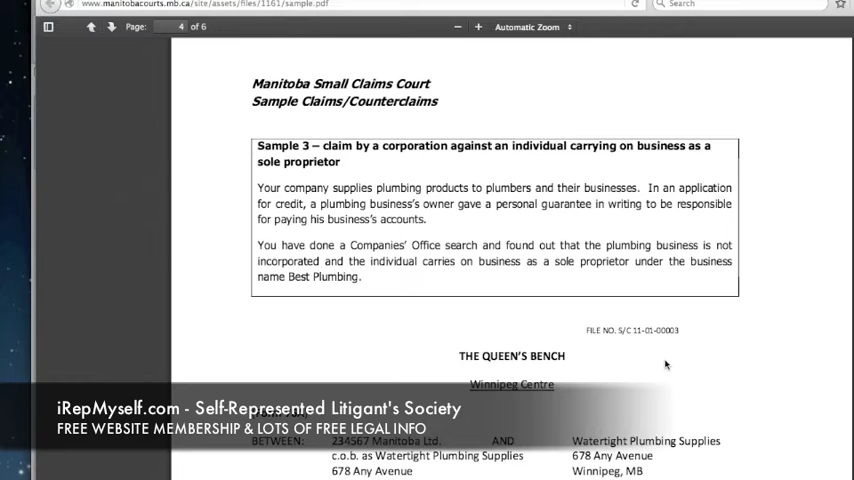 www.manitobacourts.mb.ca/site/assets/files/1161/sample.pdf
Search
Page: 4 of 6
Automatic Zoom
Manitoba Small Claims Court
Sample Claims/Counterclaims
Sample 3 – claim by a corporation against an individual carrying on business as a
sole proprietor
Your company supplies plumbing products to plumbers and their businesses. In an application
for credit, a plumbing business's owner gave a personal guarantee in writing to be responsible
for paying his business's accounts.
You have done a Companies' Office search and found out that the plumbing business is not
incorporated and the individual carries on business as a sole proprietor under the business
name Best Plumbing.
FILE NO. S/C 11-01-00003
THE QUEEN'S BENCH
Winnipeg Centre
iRepMyself.com - Self-Represented Litigant's Society
FREE WEBSITE MEMBERSHIP & LOTS OF FREE LEGAL INFO
BETWEEN: 234567 Manitoba Ltd. AND Watertight Plumbing Supplies
c.o.b. as Watertight Plumbing Supplies 678 Any Avenue
678 Any Avenue Winnipeg, MB